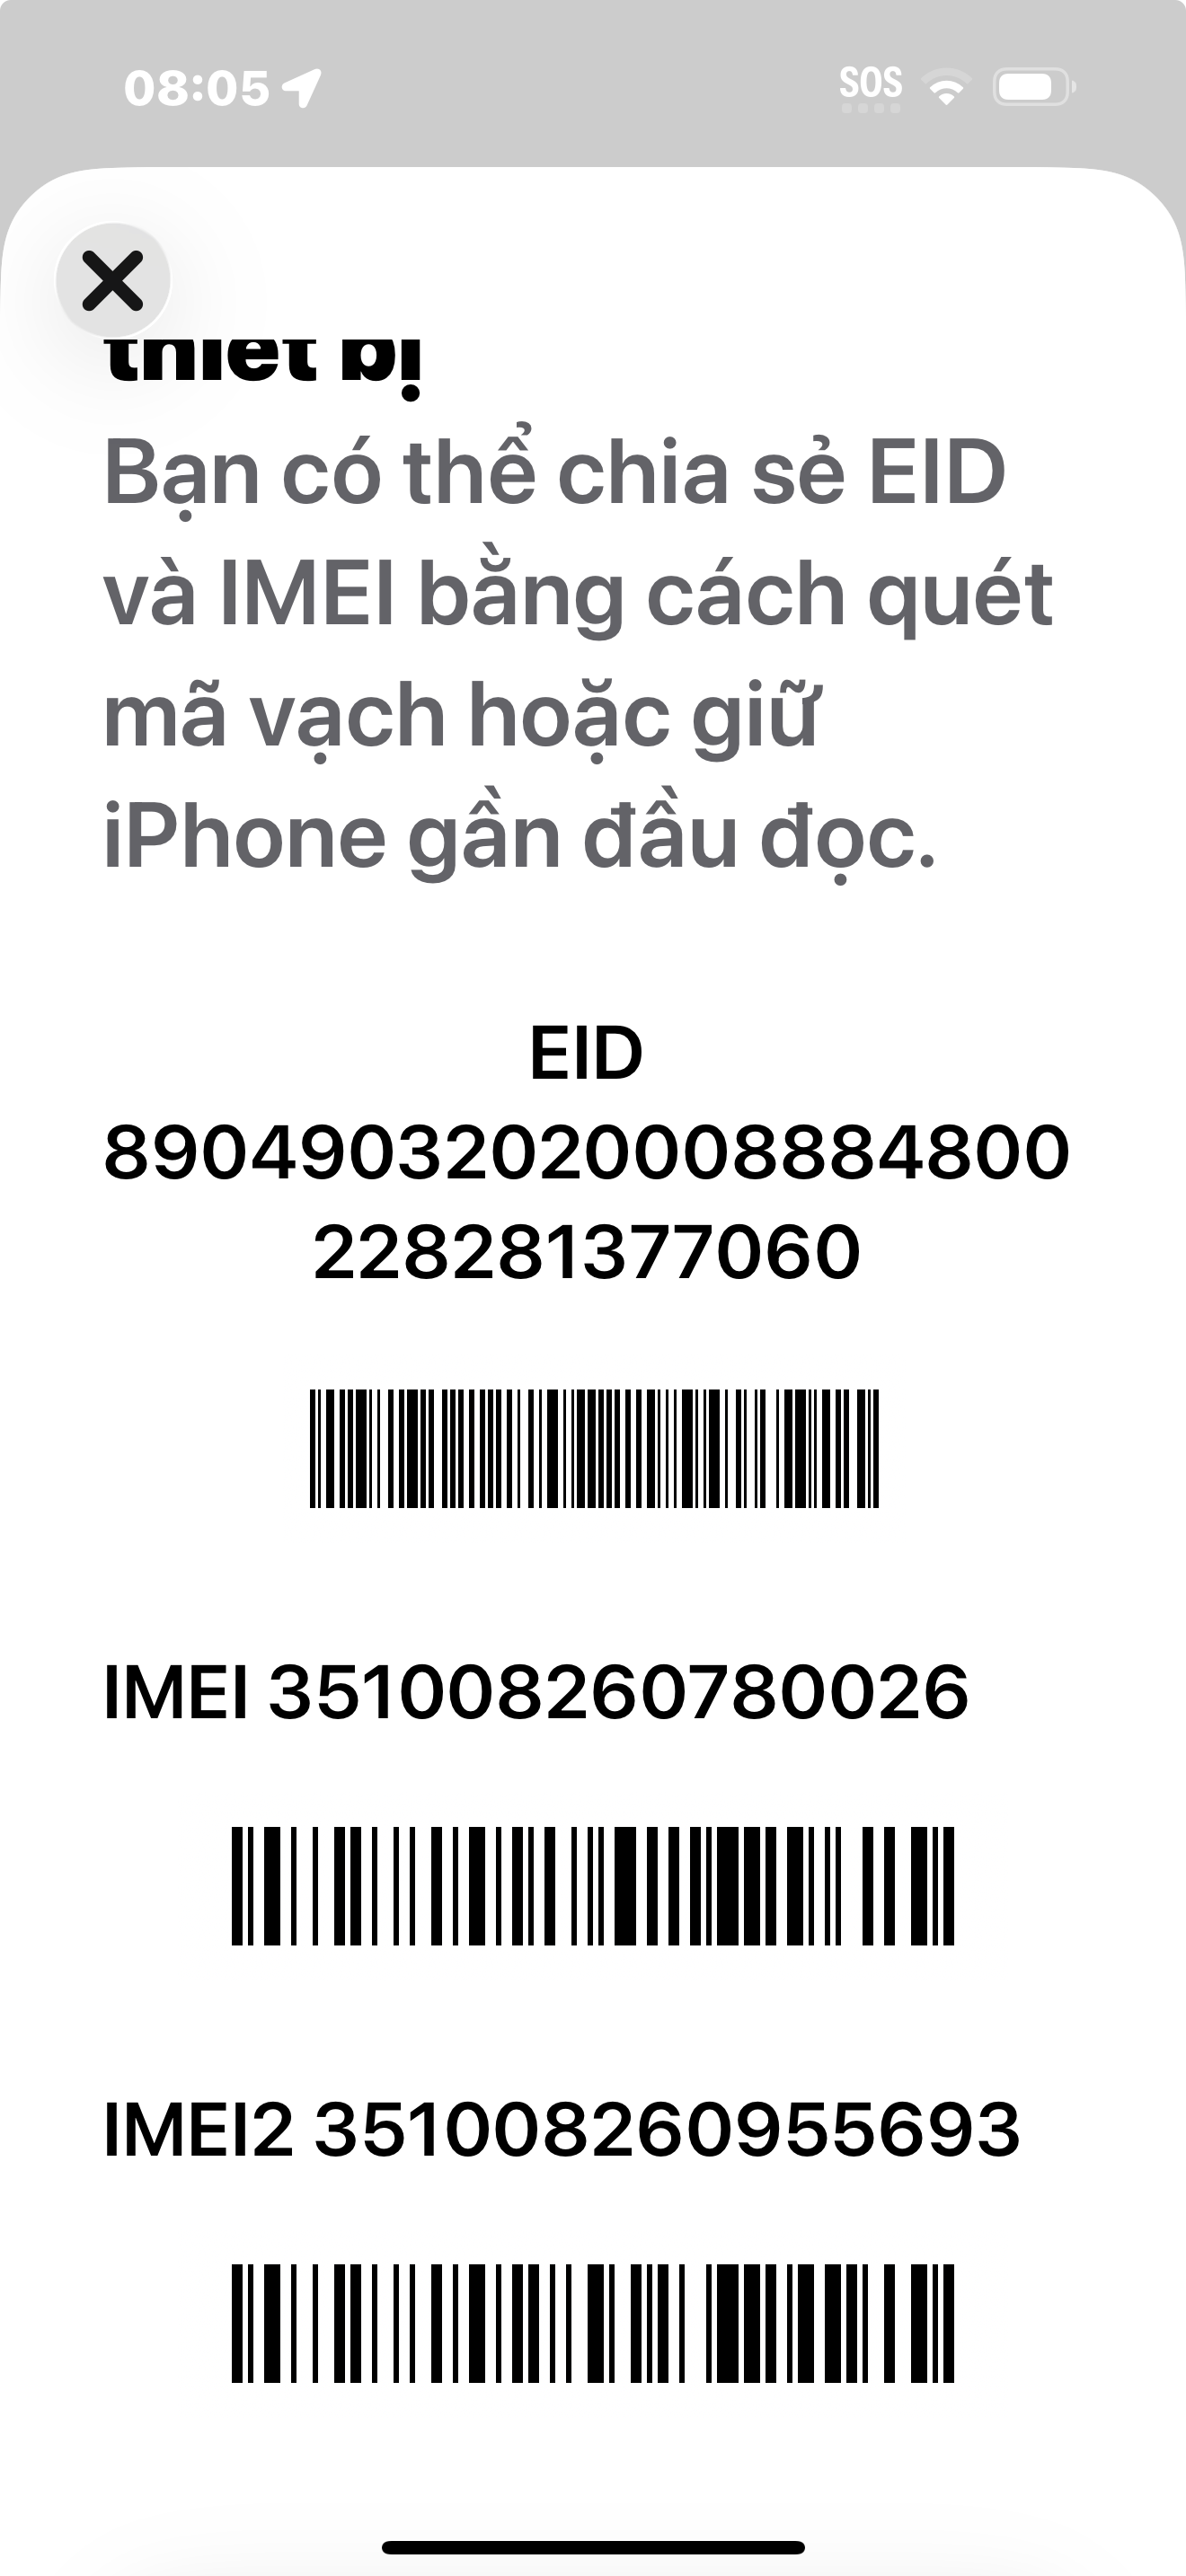 08:05
SOS
thiết bị
Bạn có thể chia sẻ EID
và IMEI bằng cách quét
mã vạch hoặc giữ
iPhone gần đầu đọc.
EID
89049032020008884800
228281377060
IMEI 351008260780026
IMEI2 351008260955693